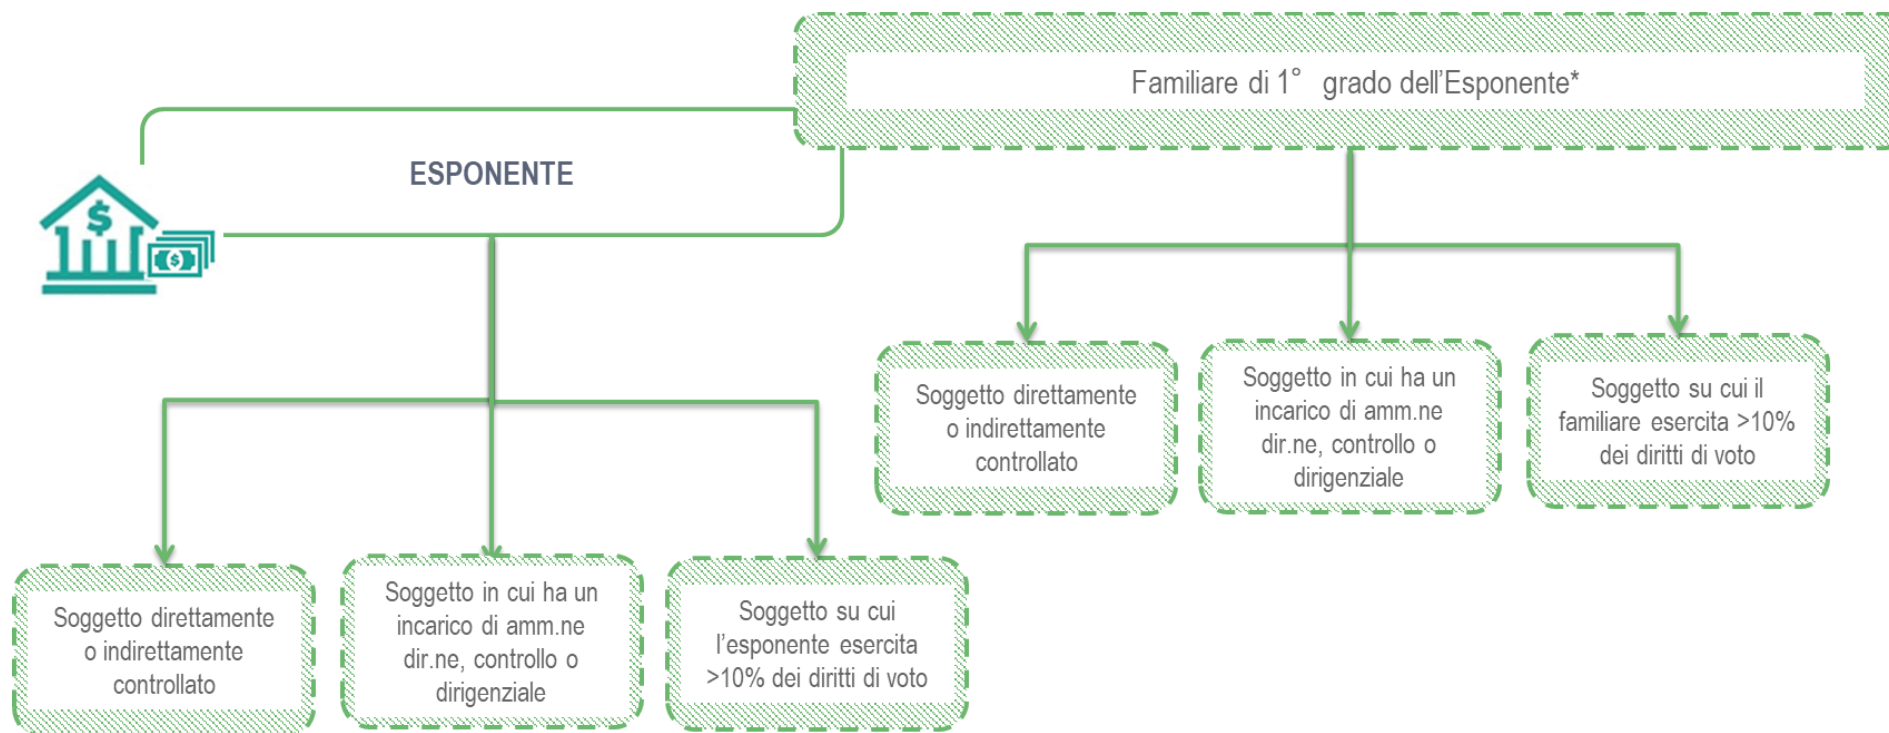 Familiare di 1° grado dell'Esponente*
ESPONENTE
$
$
Soggetto direttamente
o indirettamente
controllato
Soggetto in cui ha un
incarico di amm.ne
dir.ne, controllo o
dirigenziale
Soggetto su cui il
familiare esercita >10%
dei diritti di voto
Soggetto direttamente
o indirettamente
controllato
Soggetto in cui ha un
incarico di amm.ne
dir.ne, controllo o
dirigenziale
Soggetto su cui
l'esponente esercita
>10% dei diritti di voto